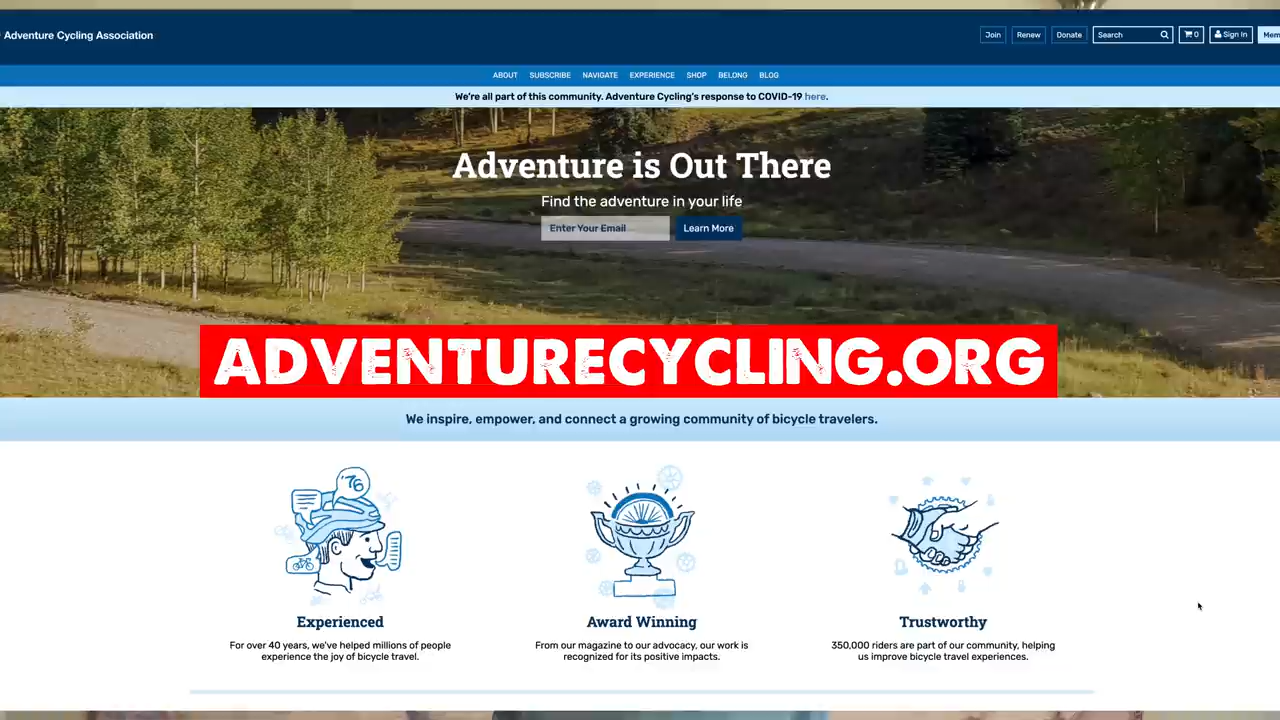 Adventure Cycling Association
Join
Renew
Donate
Search
0
Sign In
ABOUT
SUBSCRIBE
NAVIGATE
EXPERIENCE
SHOP
BELONG
BLOG
We're all part of this community. Adventure Cycling's response to COVID-19 here.
Adventure is Out There
Find the adventure in your life
Enter Your Email
Learn More
ADVENTURECYCLING.ORG
We inspire, empower, and connect a growing community of bicycle travelers.
'76
Experienced
For over 40 years, we've helped millions of people
experience the joy of bicycle travel.
Award Winning
From our magazine to our advocacy, our work is
recognized for its positive impacts.
Trustworthy
350,000 riders are part of our community, helping
us improve bicycle travel experiences.